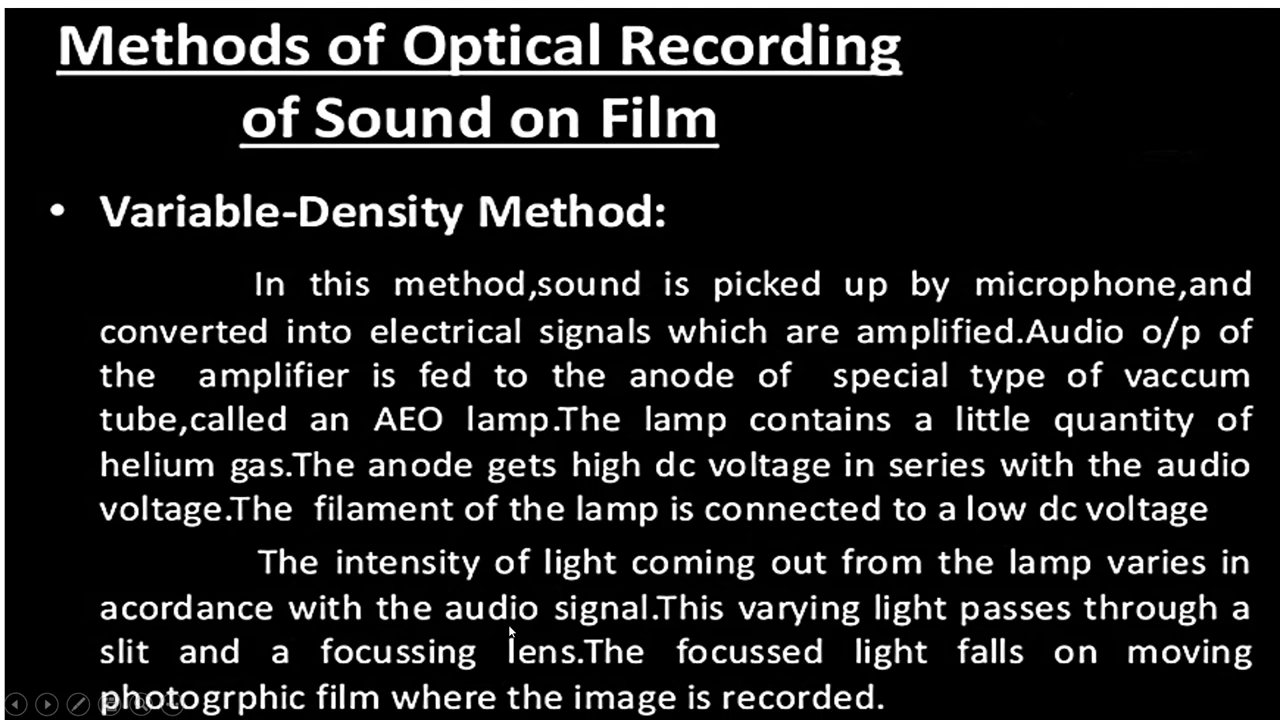 Methods of Optical Recording
of Sound on Film
• Variable-Density Method:
In this method,sound is picked up by microphone,and
converted into electrical signals which are amplified.Audio o/p of
the amplifier is fed to the anode of special type of vaccum
tube,called an AEO lamp.The lamp contains a little quantity of
helium gas.The anode gets high dc voltage in series with the audio
voltage.The filament of the lamp is connected to a low dc voltage
The intensity of light coming out from the lamp varies in
acordance with the audio signal.This varying light passes through a
slit and a focussing lens.The focussed light falls on moving
photogrphic film where the image is recorded.